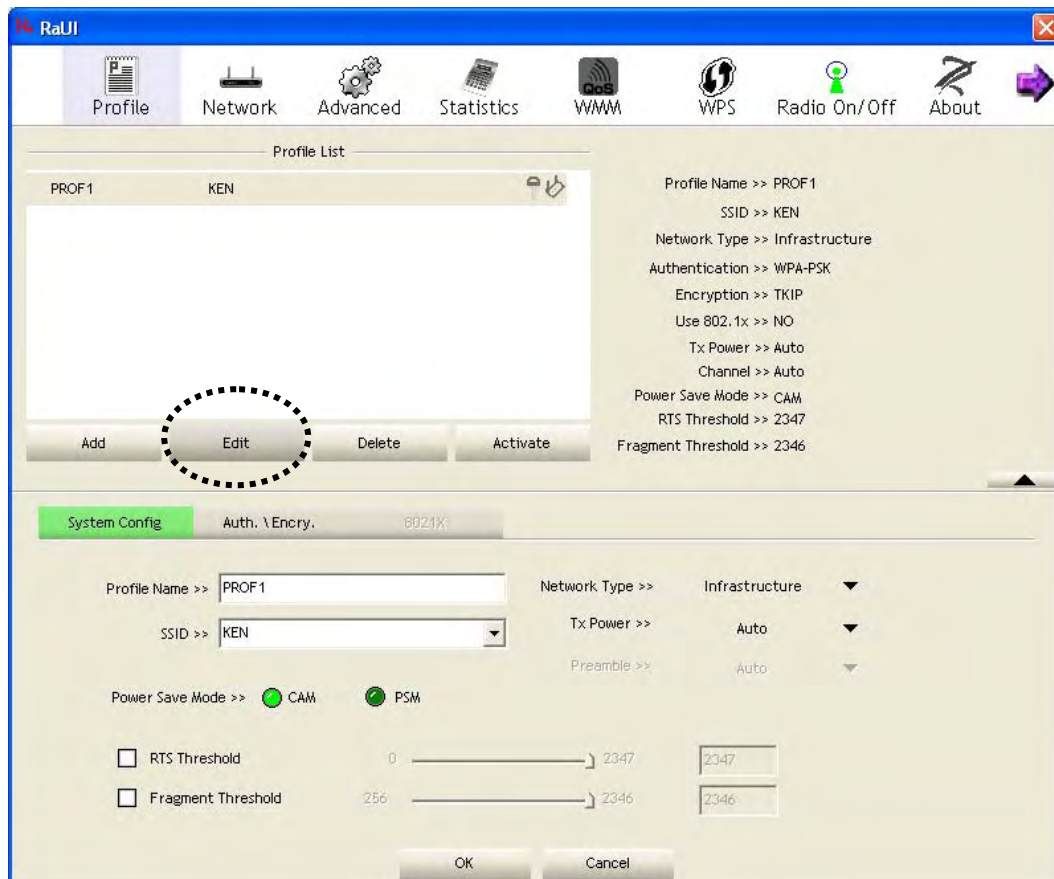 RaUI
Profile Network Advanced Statistics QoS WMM WPS Radio On/Off About
Profile List
PROF1 KEN
Profile Name >> PROF1
SSID >> KEN
Network Type >> Infrastructure
Authentication >> WPA-PSK
Encryption >> TKIP
Use 802.1x >> NO
Tx Power >> Auto
Channel >> Auto
Power Save Mode >> CAM
RTS Threshold >> 2347
Fragment Threshold >> 2346
Add Edit Delete Activate
System Config Auth. \ Encry. 8021X
Profile Name >> PROF1 Network Type >> Infrastructure
SSID >> KEN Tx Power >> Auto
Preamble >> Auto
Power Save Mode >> CAM PSM
RTS Threshold 0 2347 2347
Fragment Threshold 256 2346 2346
OK Cancel